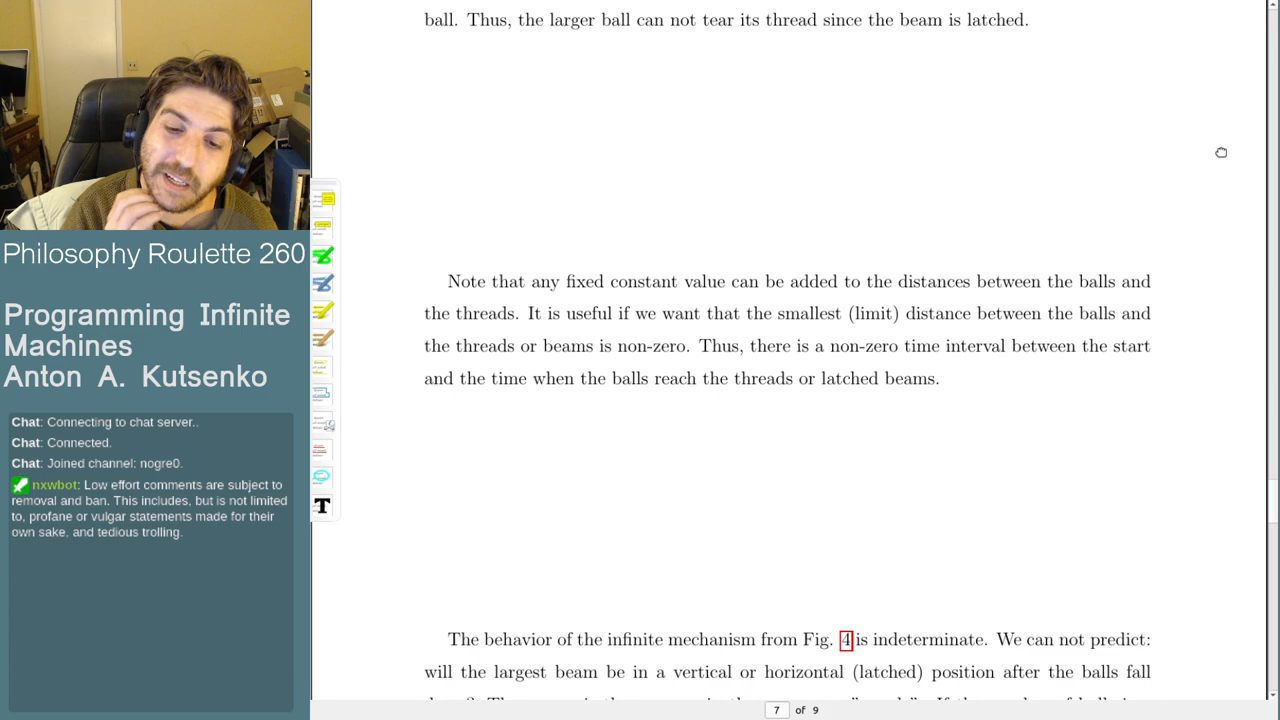 ball. Thus, the larger ball can not tear its thread since the beam is latched.
Note that any fixed constant value can be added to the distances between the balls and
the threads. It is useful if we want that the smallest (limit) distance between the balls and
the threads or beams is non-zero. Thus, there is a non-zero time interval between the start
and the time when the balls reach the threads or latched beams.
The behavior of the infinite mechanism from Fig. 4 is indeterminate. We can not predict:
will the largest beam be in a vertical or horizontal (latched) position after the balls fall
7 of 9
T
Philosophy Roulette 260
Programming Infinite
Machines
Anton A. Kutsenko
Chat: Connecting to chat server..
Chat: Connected.
Chat: Joined channel: nogre0.
nxwbot: Low effort comments are subject to
removal and ban. This includes, but is not limited
to, profane or vulgar statements made for their
own sake, and tedious trolling.